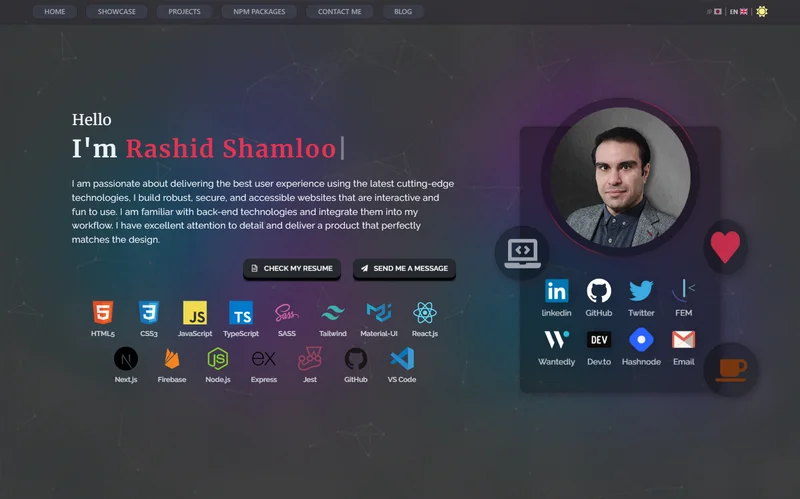 HOME SHOWCASE PROJECTS NPM PACKAGES CONTACT ME BLOG JP EN
Hello
I'm Rashid Shamloo
I am passionate about delivering the best user experience using the latest cutting-edge
technologies, I build robust, secure, and accessible websites that are interactive and
fun to use. I am familiar with back-end technologies and integrate them into my
workflow. I have excellent attention to detail and deliver a product that perfectly
matches the design.
CHECK MY RESUME SEND ME A MESSAGE
JS TS Sass
HTML5 CSS3 JavaScript TypeScript SASS Tailwind Material-UI React.js
N JS ex
Next.js Firebase Node.js Express Jest GitHub VS Code
in
linkedin GitHub Twitter FEM
DEV
Wantedly Dev.to Hashnode Email